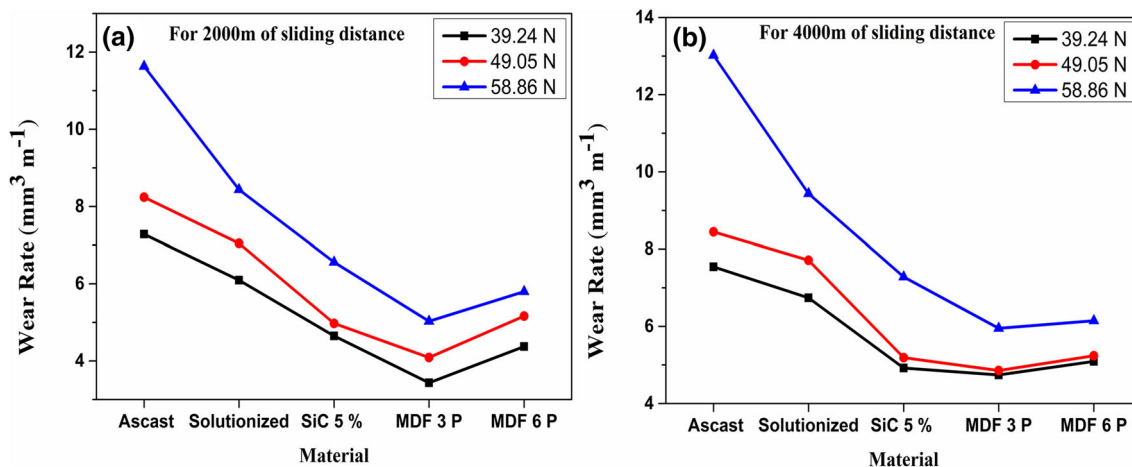 (a)
For 2000m of sliding distance
39.24 N
49.05 N
58.86 N
12
10
8
6
4
Wear Rate (mm³ m⁻¹)
Ascast
Solutionized
SiC 5 %
MDF 3 P
MDF 6 P
Material
(b)
For 4000m of sliding distance
39.24 N
49.05 N
58.86 N
14
12
10
8
6
4
Wear Rate (mm³ m⁻¹)
Ascast
Solutionized
SiC 5 %
MDF 3 P
MDF 6 P
Material